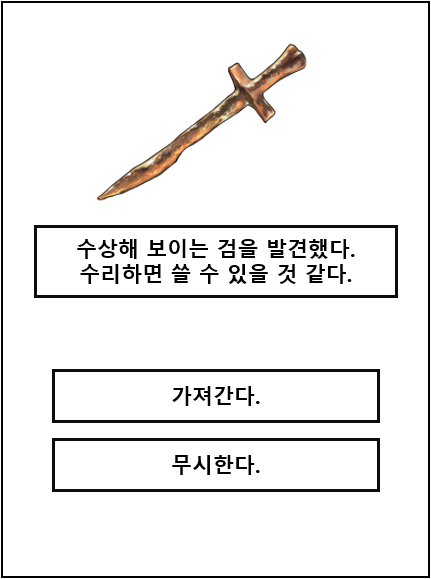 수상해 보이는 검을 발견했다.
수리하면 쓸 수 있을 것 같다.
가져간다.
무시한다.